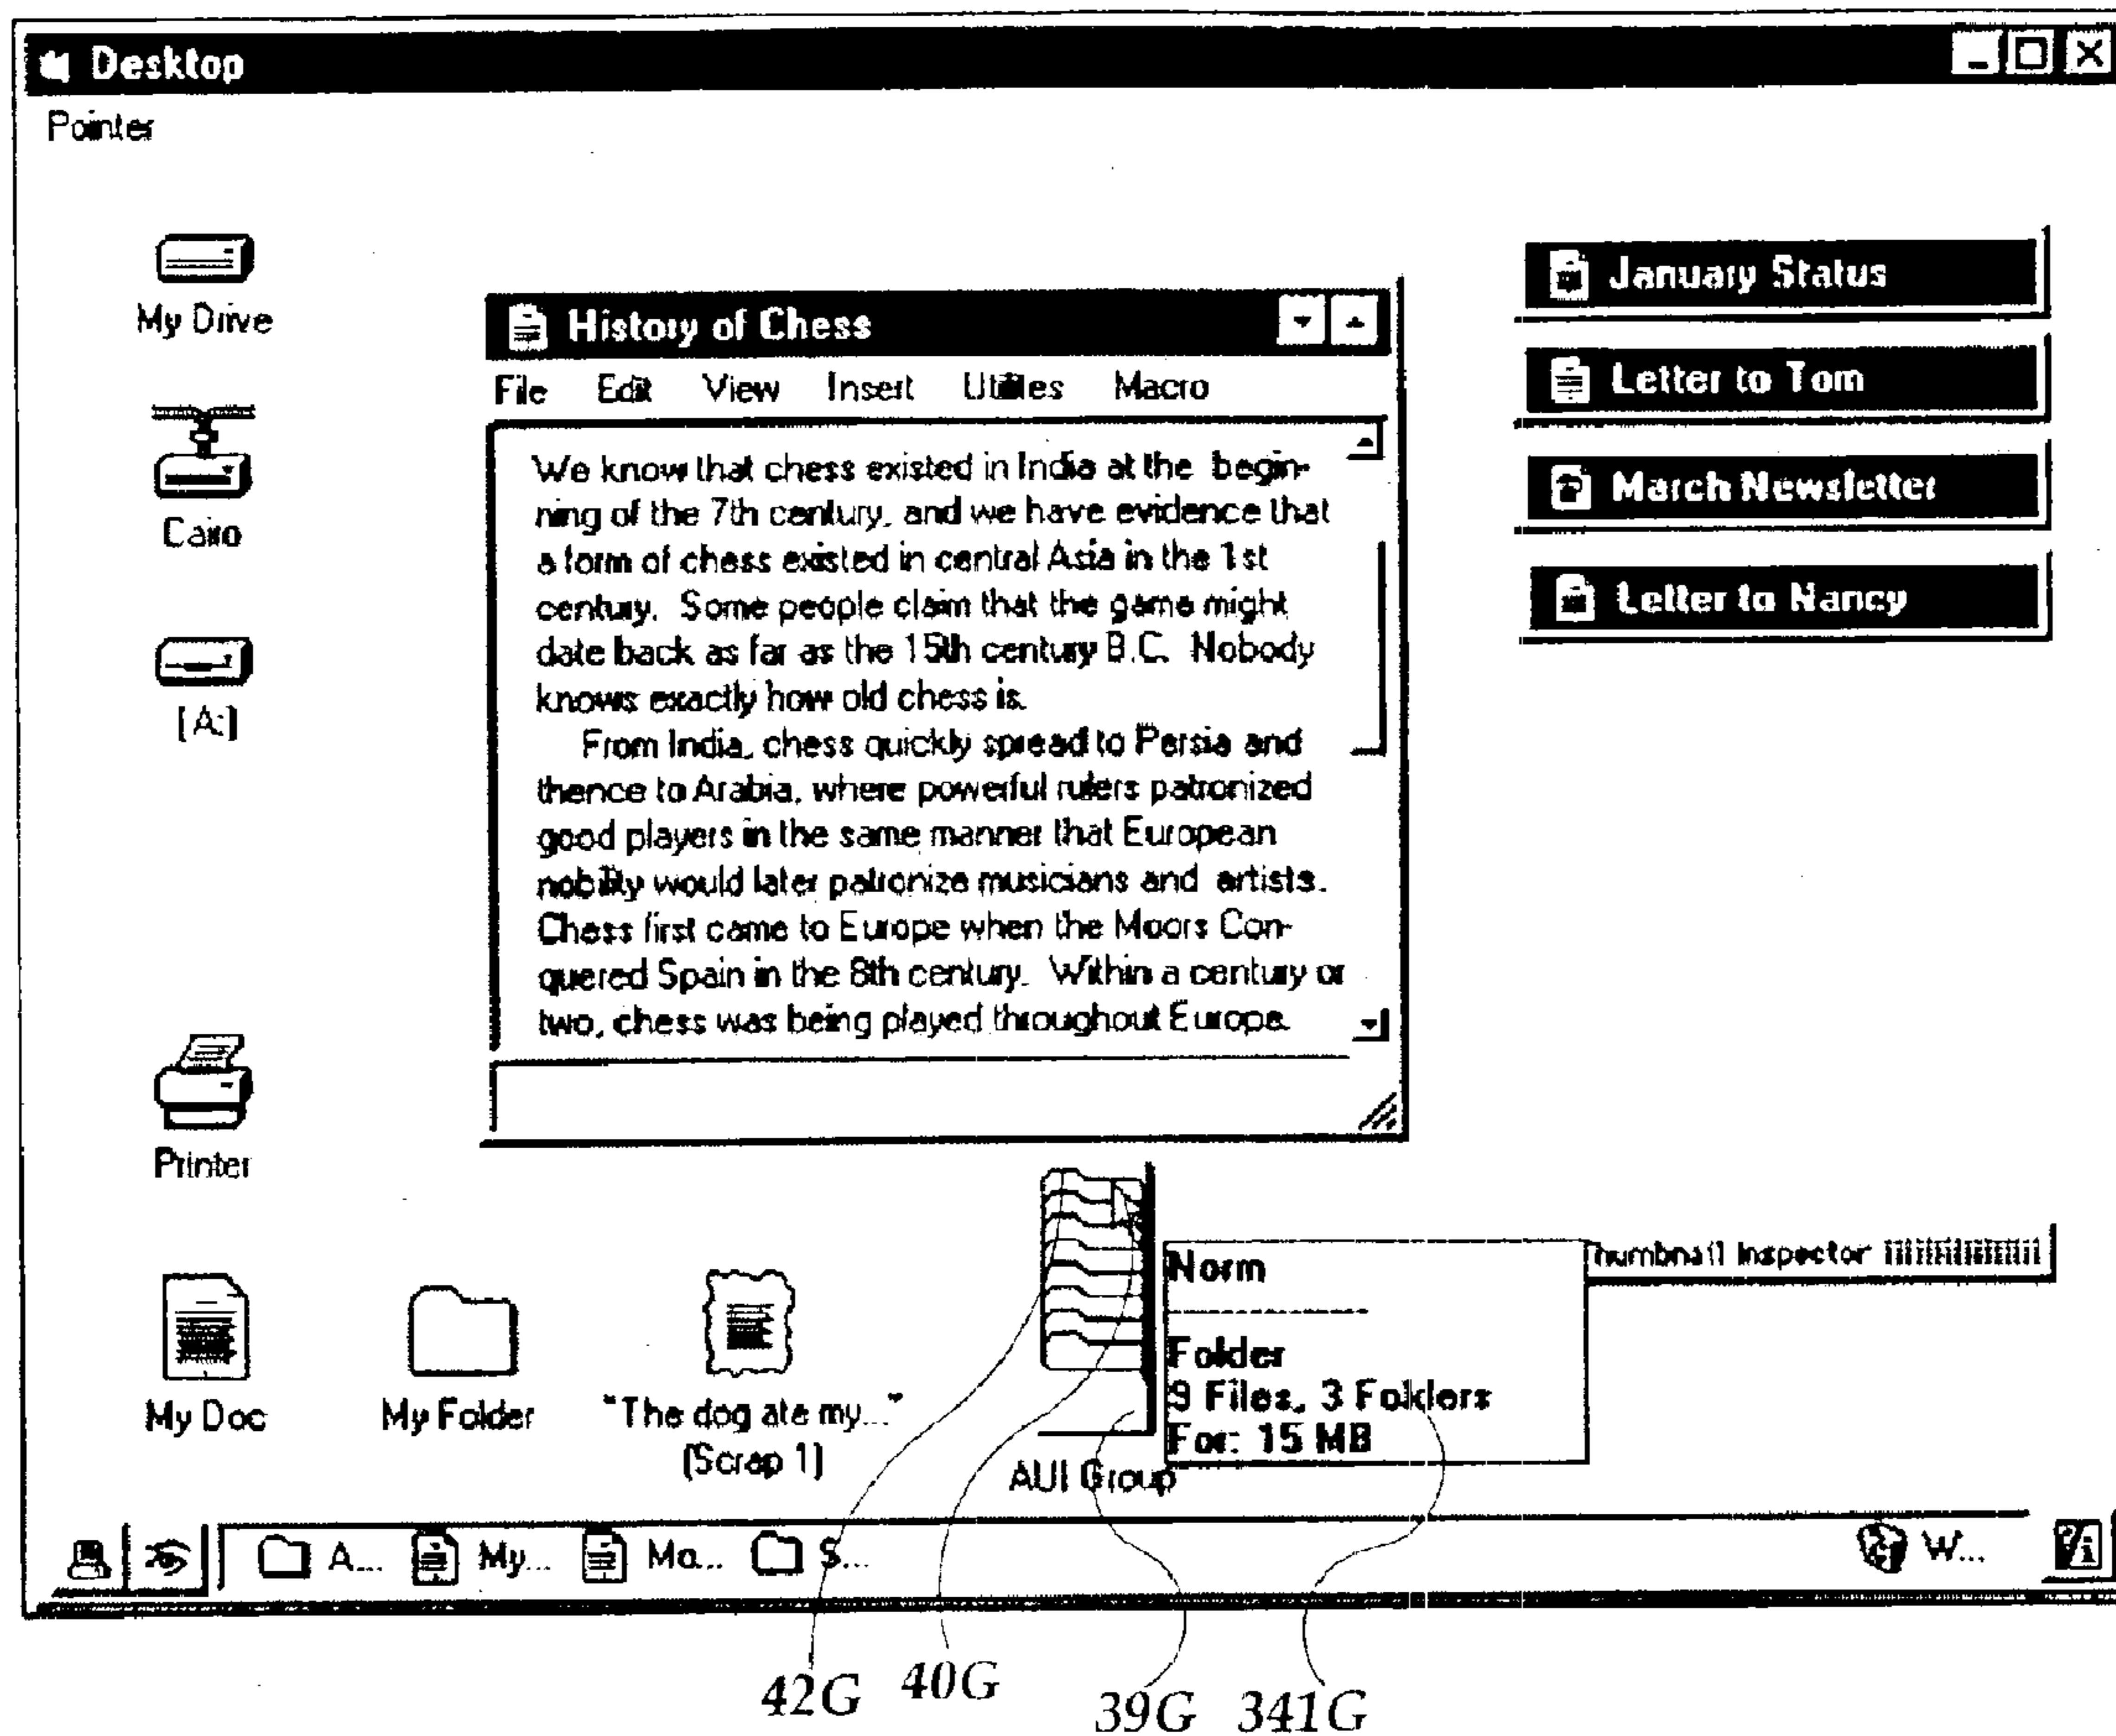 Desktop
Pointer
My Drive
Cairo
[A:]
Printer
My Doc
My Folder
"The dog ate my..."
(Scrap 1)
History of Chess
File Edit View Insert Utilities Macro
We know that chess existed in India at the begin-
ning of the 7th century, and we have evidence that
a form of chess existed in central Asia in the 1st
century. Some people claim that the game might
date back as far as the 15th century B.C. Nobody
knows exactly how old chess is.
From India, chess quickly spread to Persia and
thence to Arabia, where powerful rulers patronized
good players in the same manner that European
nobility would later patronize musicians and artists.
Chess first came to Europe when the Moors Con-
quered Spain in the 8th century. Within a century or
two, chess was being played throughout Europe.
January Status
Letter to Tom
March Newsletter
Letter to Nancy
humbnail Inspector
Norm
Folder
9 Files, 3 Folders
For: 15 MB
AUI Group
A... My... Ma... S... W... ?/i
42G 40G 39G 341G